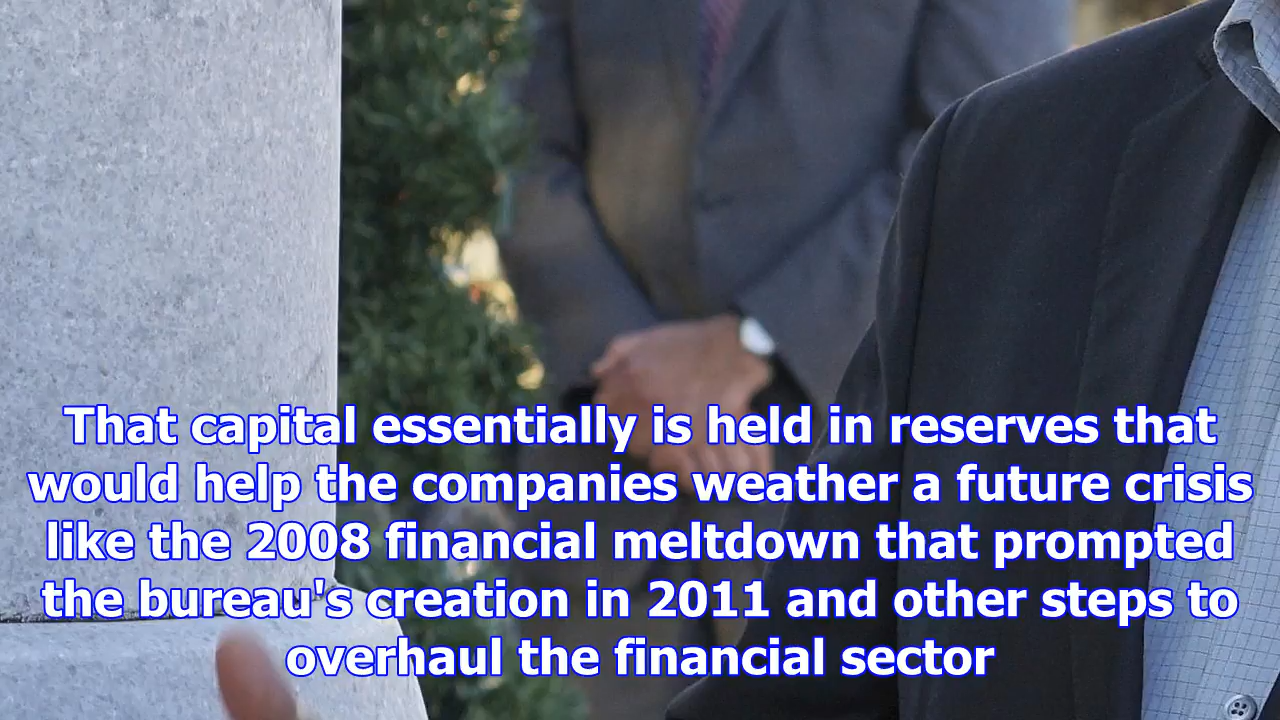 That capital essentially is held in reserves that
would help the companies weather a future crisis
like the 2008 financial meltdown that prompted
the bureau's creation in 2011 and other steps to
overhaul the financial sector